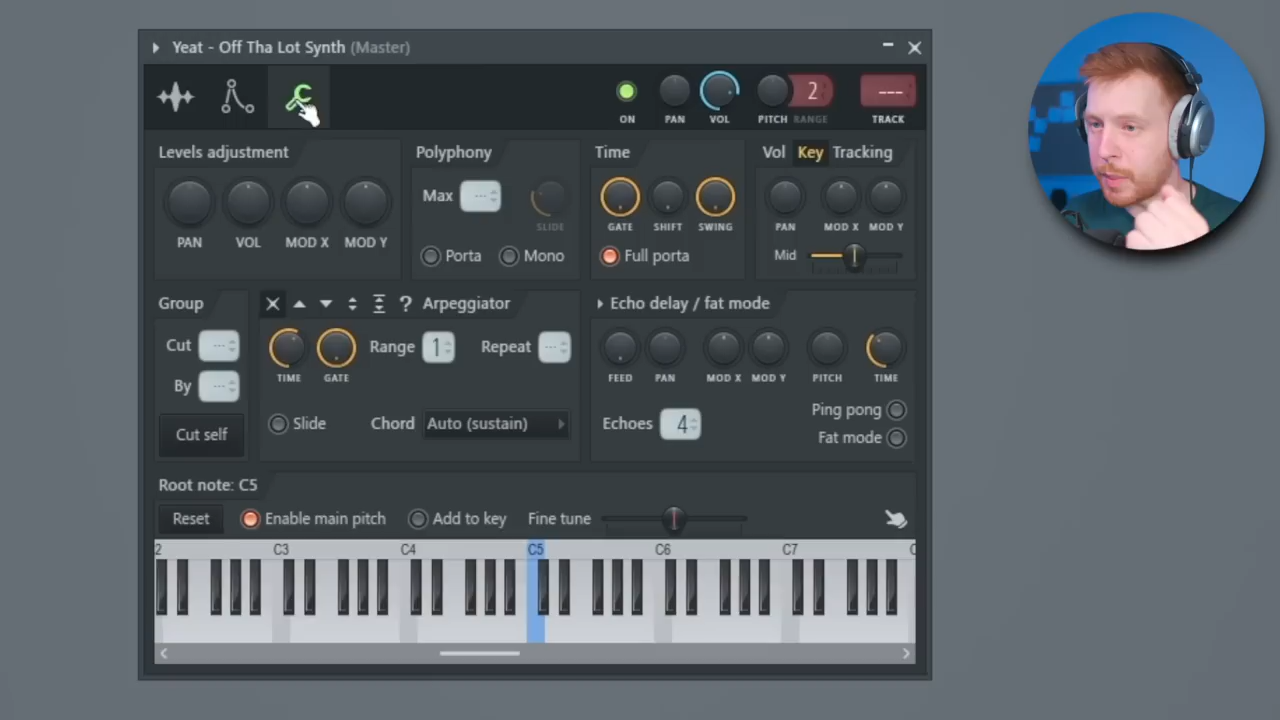 Yeat - Off Tha Lot Synth (Master)
ON PAN VOL PITCH 2 RANGE --- TRACK
Levels adjustment
PAN VOL MOD X MOD Y
Polyphony
Max --- SLIDE
Porta Mono
Time
GATE SHIFT SWING
Full porta
Vol Key Tracking
PAN MOD X MOD Y
Mid
Group
Cut ---
By ---
Cut self
? Arpeggiator
TIME GATE Range 1 Repeat ---
Slide Chord Auto (sustain)
Echo delay / fat mode
FEED PAN MOD X MOD Y PITCH TIME
Echoes 4
Ping pong
Fat mode
Root note: C5
Reset Enable main pitch Add to key Fine tune
2 C3 C4 C5 C6 C7 C